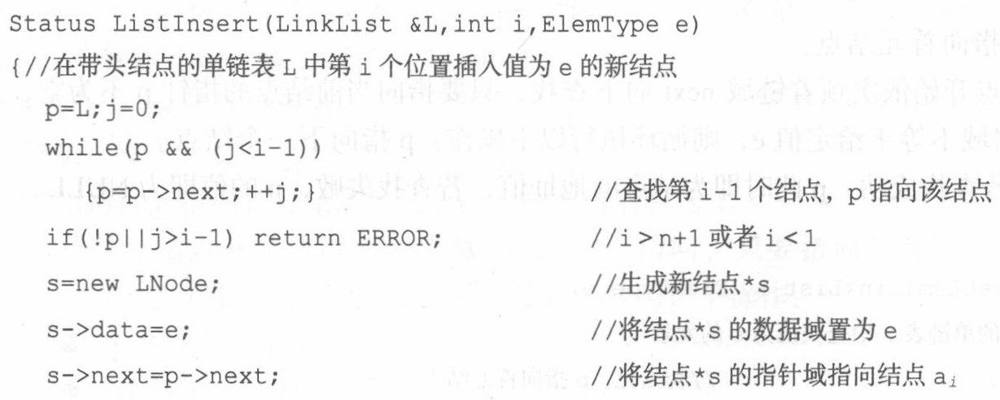 Status ListInsert(LinkList &L,int i,ElemType e)
{//在带头结点的单链表 L 中第 i 个位置插入值为 e 的新结点
p=L;j=0;
while(p && (j<i-1))
{p=p->next;++j;} //查找第 i-1 个结点，p 指向该结点
if(!p||j>i-1) return ERROR; //i>n+1 或者 i<1
s=new LNode; //生成新结点*s
s->data=e; //将结点*s 的数据域置为 e
s->next=p->next; //将结点*s 的指针域指向结点 ai